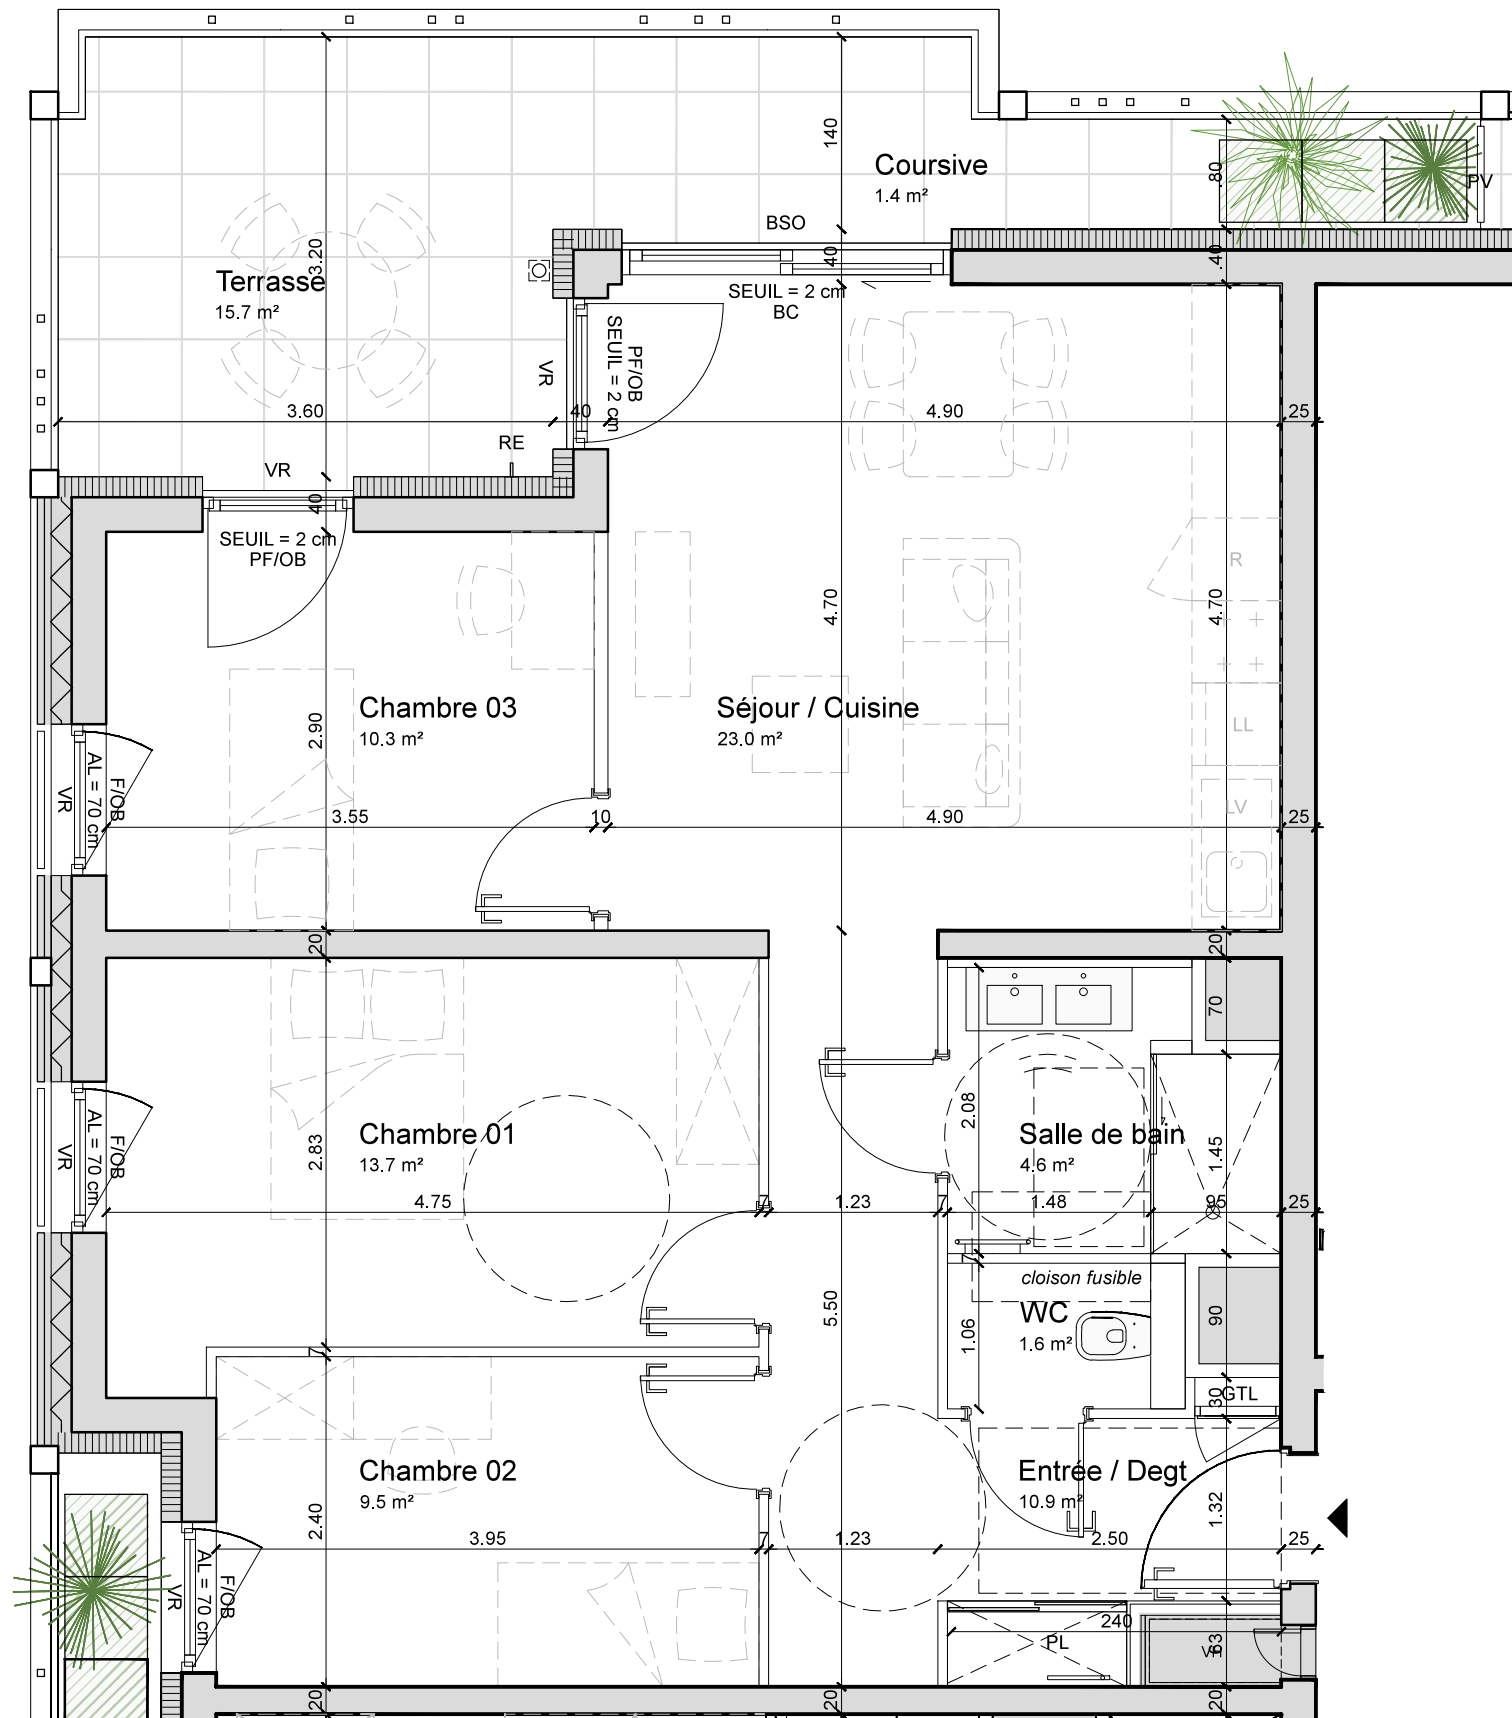 140
Coursive
1.4 m²
.80
PV
BSO
40
.40
3.20
Terrasse
15.7 m²
SEUIL = 2 cm
BC
PF/OB
SEUIL = 2 cm
VR
3.60
40
4.90
25
RE
VR
40
SEUIL = 2 cm
PF/OB
R
4.70
4.70
Chambre 03
10.3 m²
2.90
Séjour / Cuisine
23.0 m²
LL
F/OB
AL = 70 cm
VR
LV
3.55
10
4.90
25
20
20
70
2.08
Chambre 01
13.7 m²
2.83
Salle de bain
4.6 m²
1.45
F/OB
AL = 70 cm
VR
4.75
7
1.23
7
1.48
95
25
7
cloison fusible
5.50
WC
1.6 m²
1.06
90
7
30
GTL
Chambre 02
9.5 m²
2.40
Entrée / Degt
10.9 m²
1.32
3.95
7
1.23
2.50
25
F/OB
AL = 70 cm
VR
240
PL
63
20
20
20